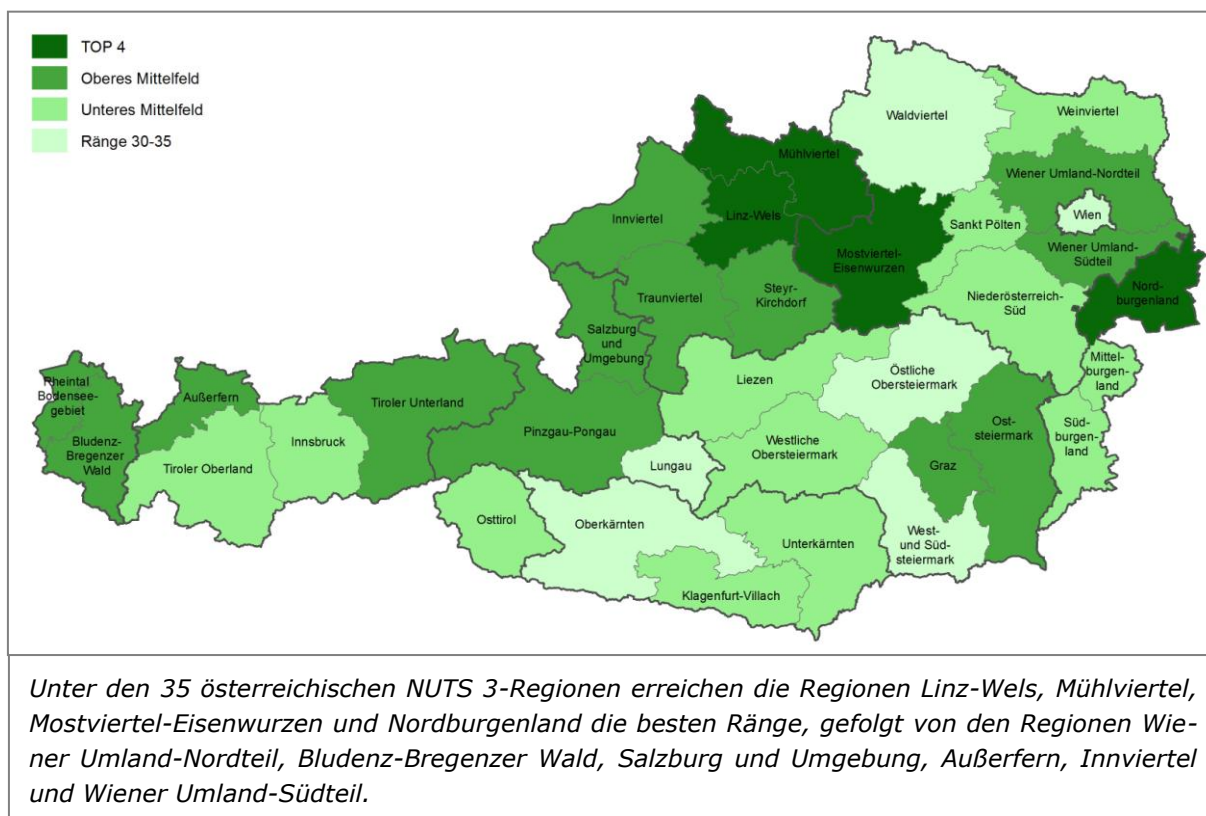 TOP 4
Oberes Mittelfeld
Unteres Mittelfeld
Ränge 30-35
Waldviertel
Weinviertel
Mühlviertel
Wiener Umland-Nordteil
Linz-Wels
Wien
Innviertel
Sankt Pölten
Mostviertel-
Eisenwurzen
Wiener Umland-
Südteil
Nord-
burgenland
Traunviertel
Steyr-
Kirchdorf
Niederösterreich-
Süd
Salzburg
und
Umgebung
Mittel-
burgen-
land
Liezen
Östliche
Obersteiermark
Rheintal
Bodensee-
gebiet
Außerfern
Tiroler Unterland
Bludenz-
Bregenzer
Wald
Innsbruck
Pinzgau-Pongau
Ost-
steiermark
Süd-
burgen-
land
Tiroler Oberland
Westliche
Obersteiermark
Lungau
Graz
Osttirol
Oberkärnten
Unterkärnten
West-
und Süd-
steiermark
Klagenfurt-Villach
Unter den 35 österreichischen NUTS 3-Regionen erreichen die Regionen Linz-Wels, Mühlviertel,
Mostviertel-Eisenwurzen und Nordburgenland die besten Ränge, gefolgt von den Regionen Wie-
ner Umland-Nordteil, Bludenz-Bregenzer Wald, Salzburg und Umgebung, Außerfern, Innviertel
und Wiener Umland-Südteil.